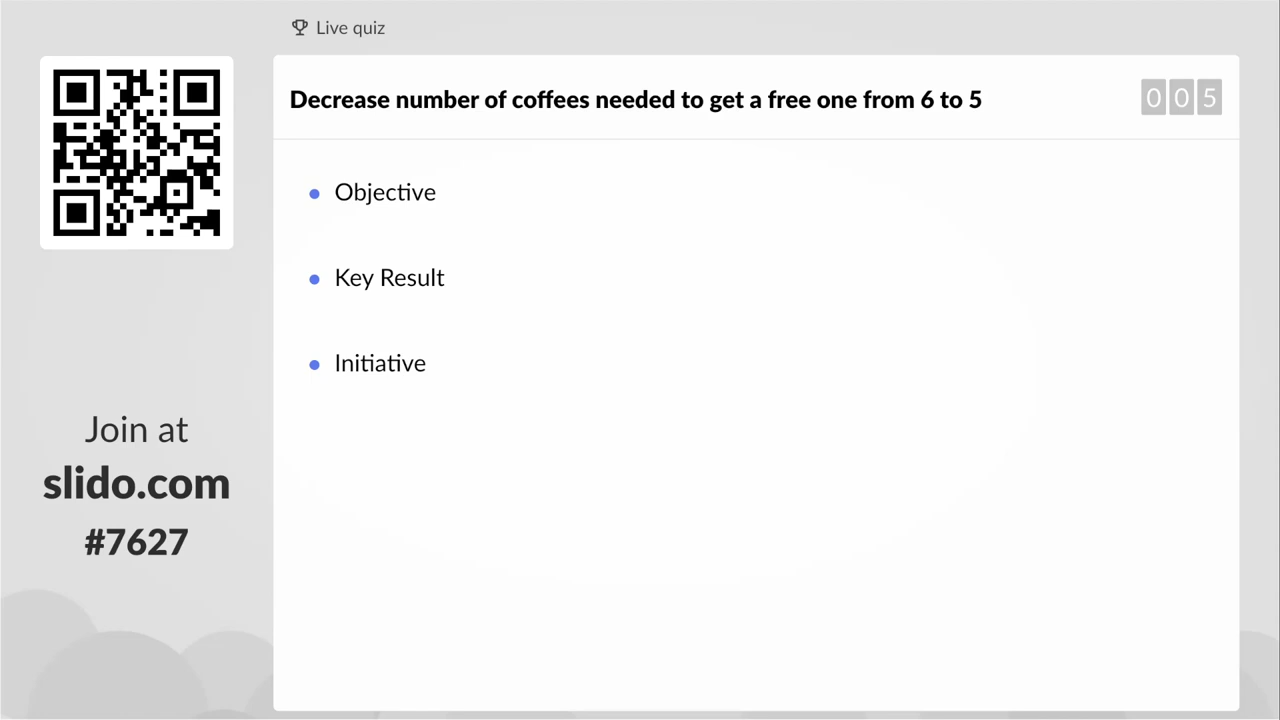 Live quiz
Decrease number of coffees needed to get a free one from 6 to 5
005
Objective
Key Result
Initiative
Join at
slido.com
#7627